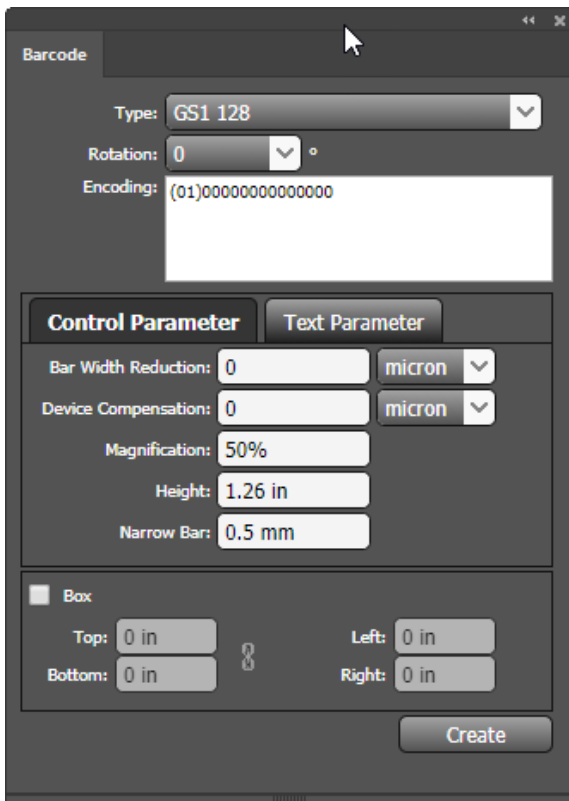 Barcode
Type: GS1 128
Rotation: 0 °
Encoding: (01)00000000000000
Control Parameter Text Parameter
Bar Width Reduction: 0 micron
Device Compensation: 0 micron
Magnification: 50%
Height: 1.26 in
Narrow Bar: 0.5 mm
Box
Top: 0 in Left: 0 in
Bottom: 0 in Right: 0 in
Create